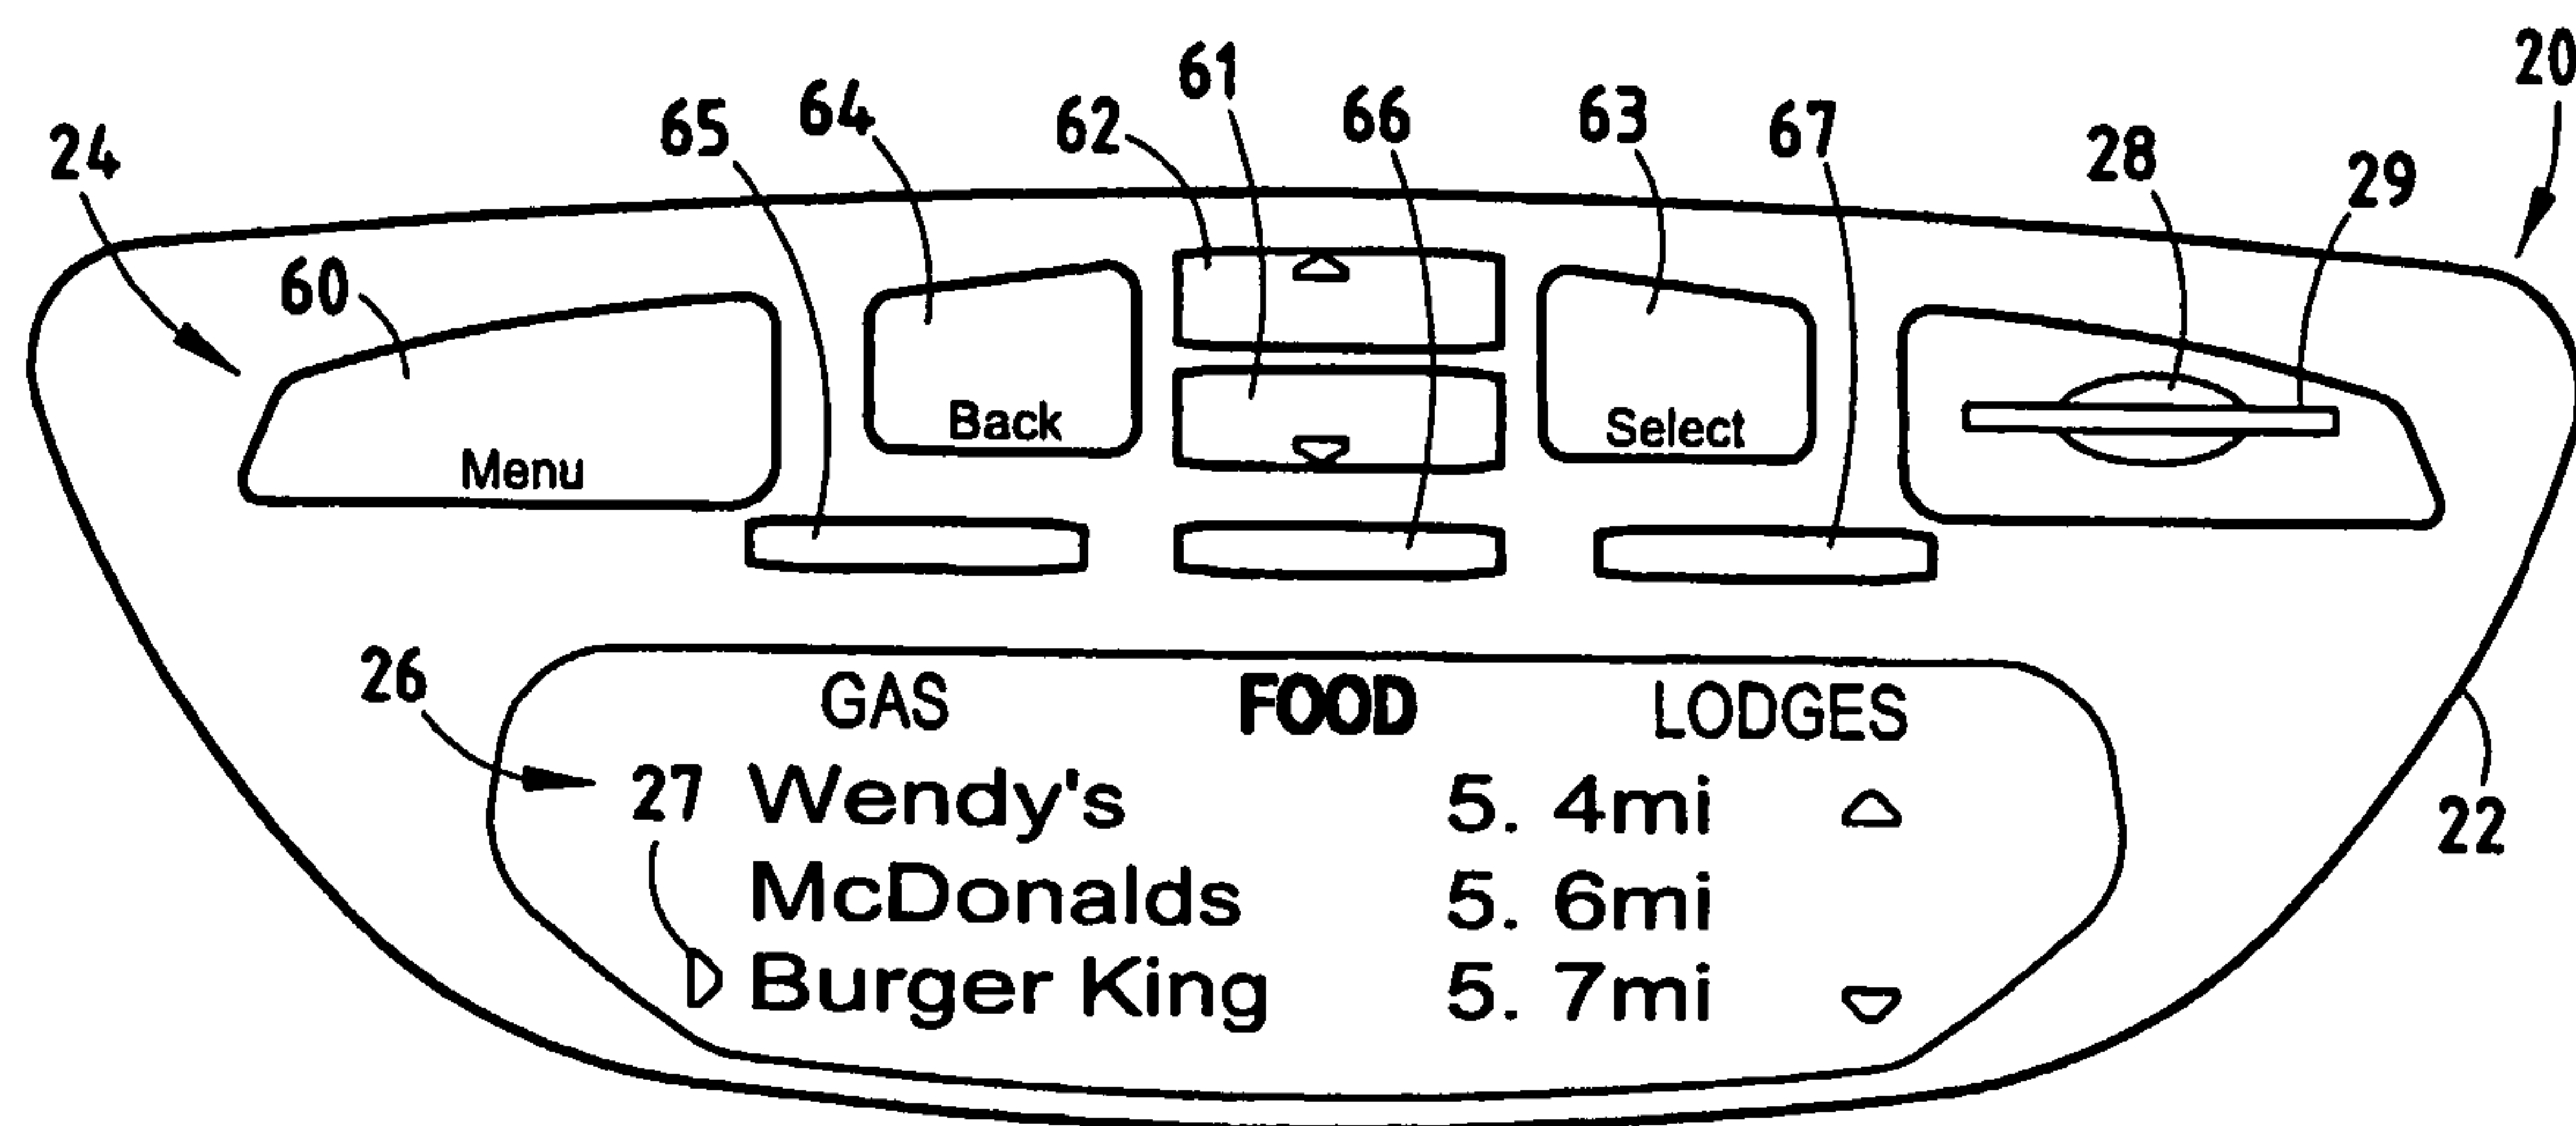 20
61
64
66
63
67
65
62
24
28
29
60
Back
Select
Menu
26
GAS FOOD LODGES
27 Wendy's 5. 4mi
22
McDonalds 5. 6mi
Burger King 5. 7mi